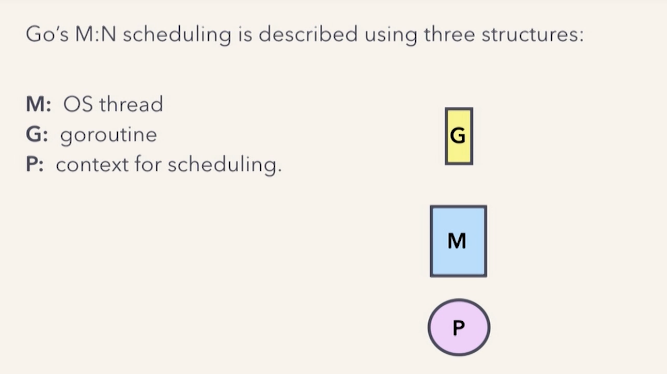 Go’s M:N scheduling is described using three structures:
M: OS thread
G: goroutine
P: context for scheduling.
G
M
P